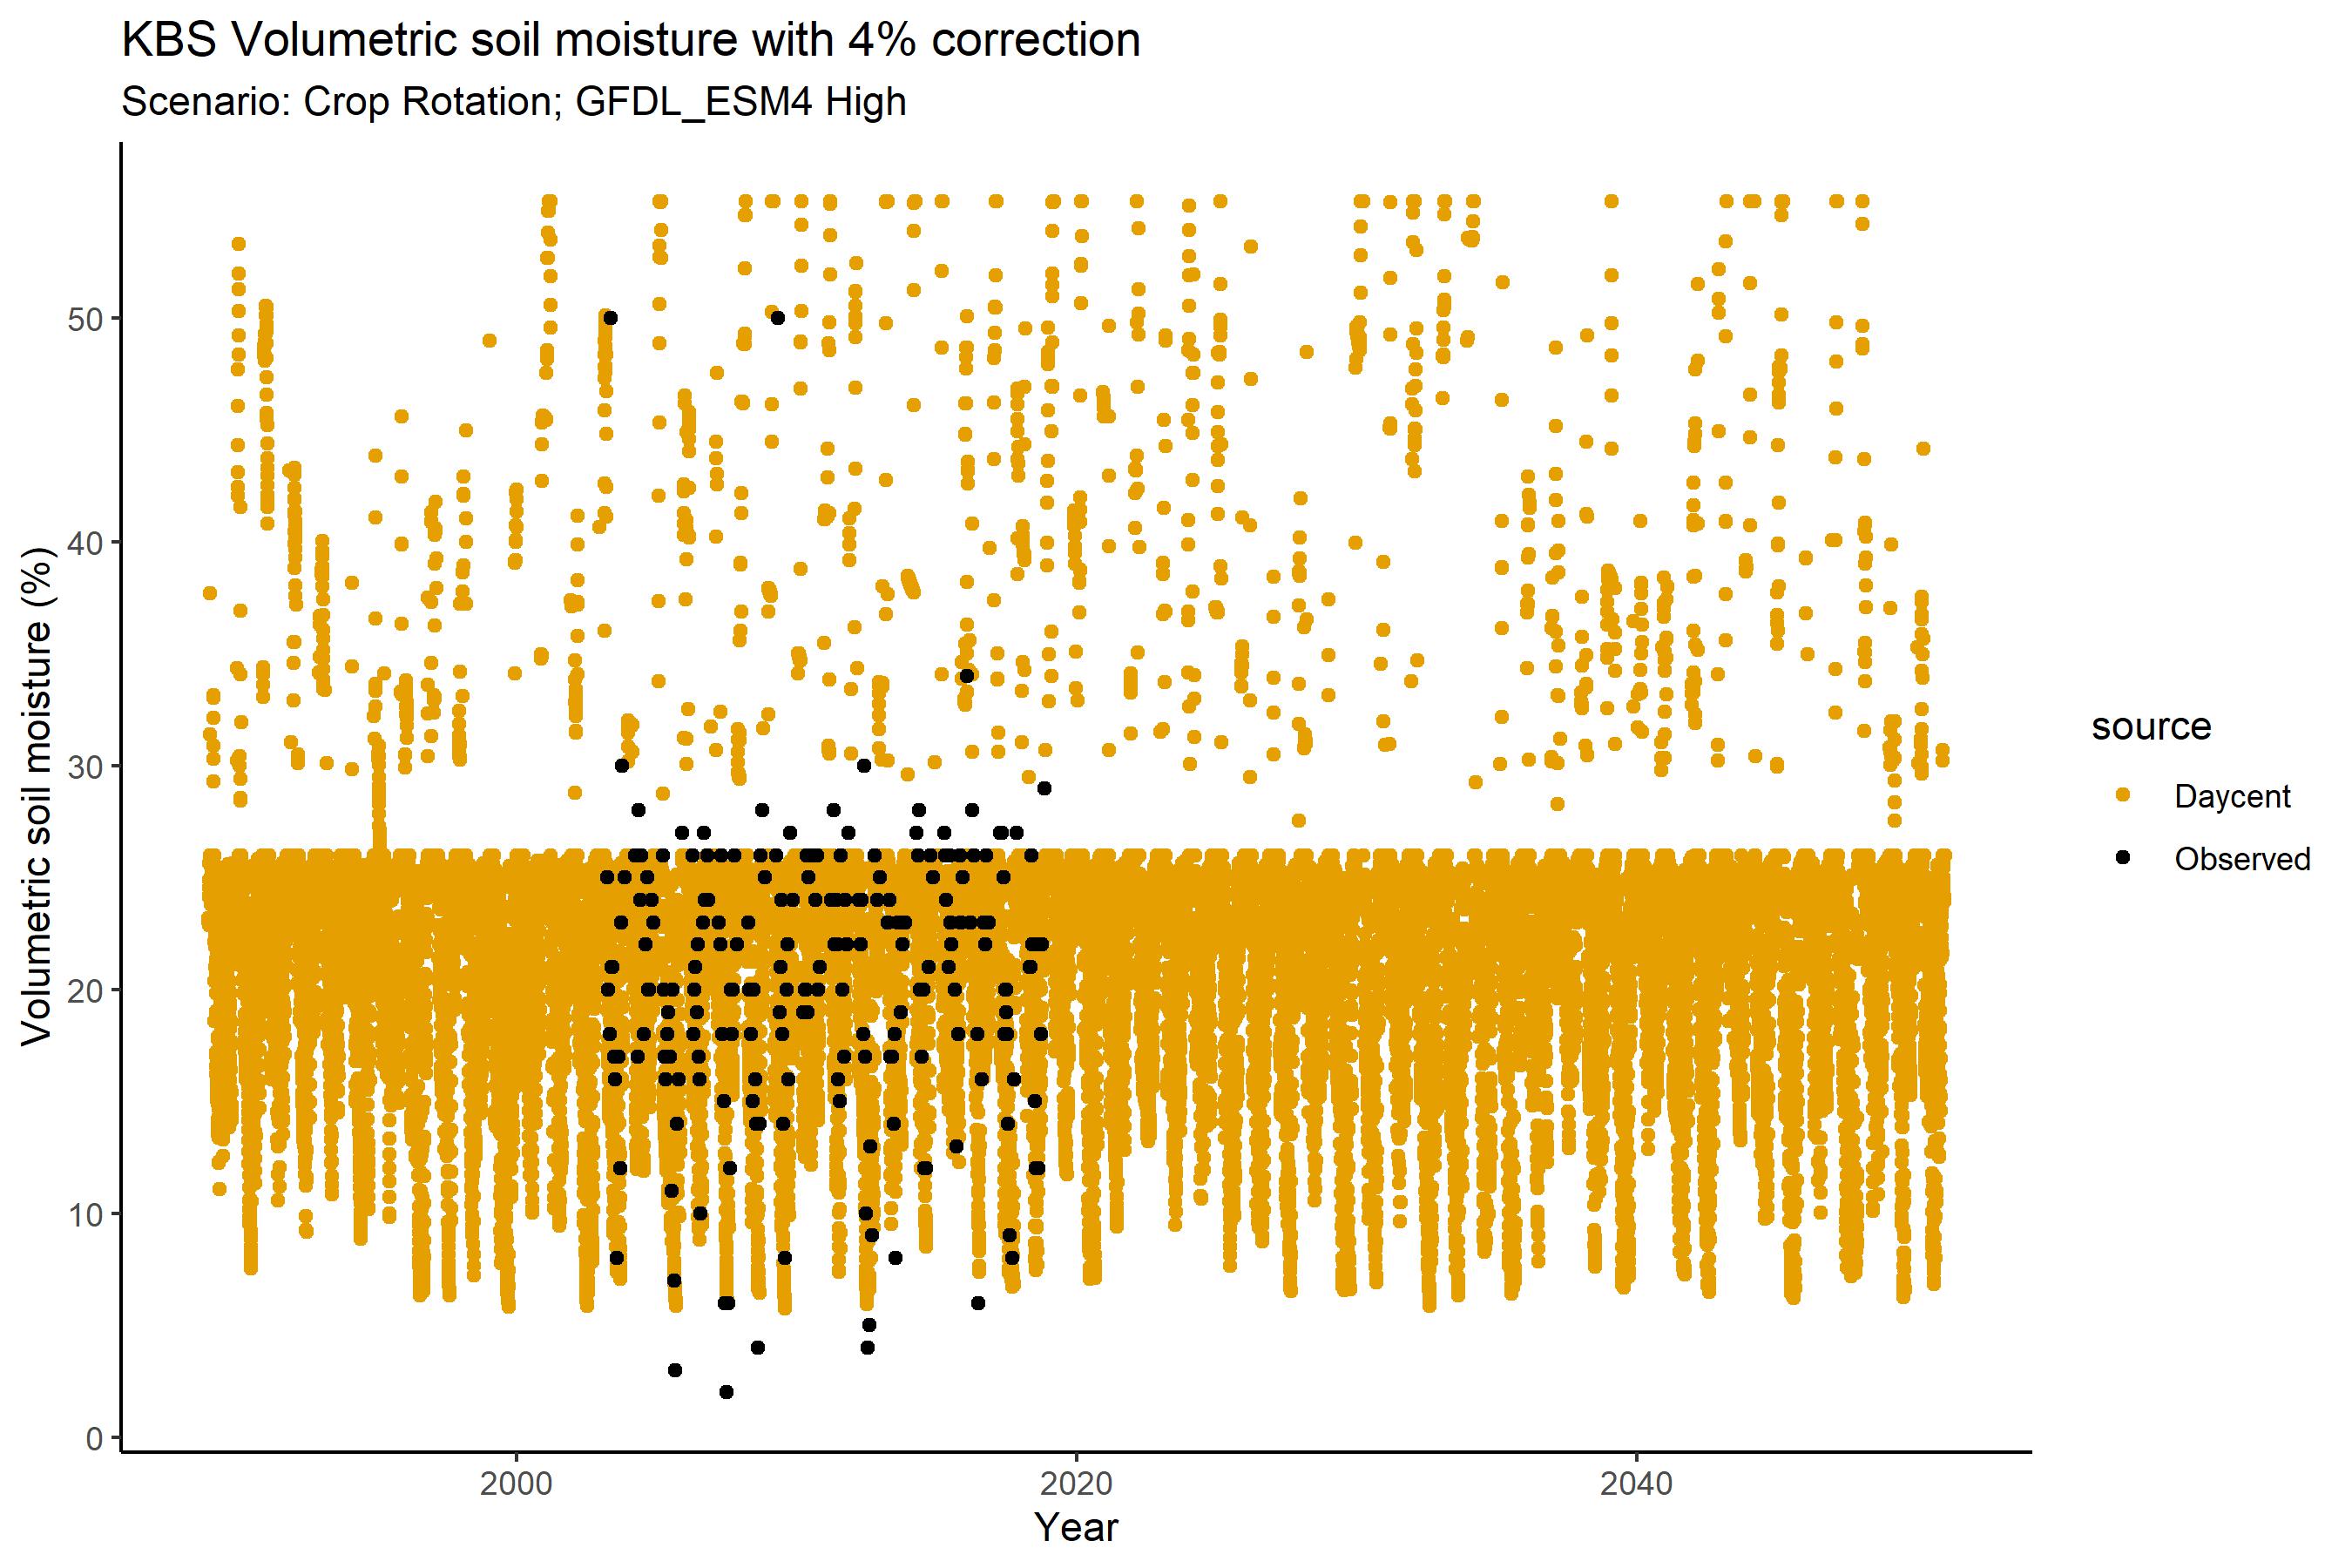 KBS Volumetric soil moisture with 4% correction
Scenario: Crop Rotation; GFDL_ESM4 High
Volumetric soil moisture (%)
50
40
30
20
10
0
2000
2020
2040
Year
source
Daycent
Observed